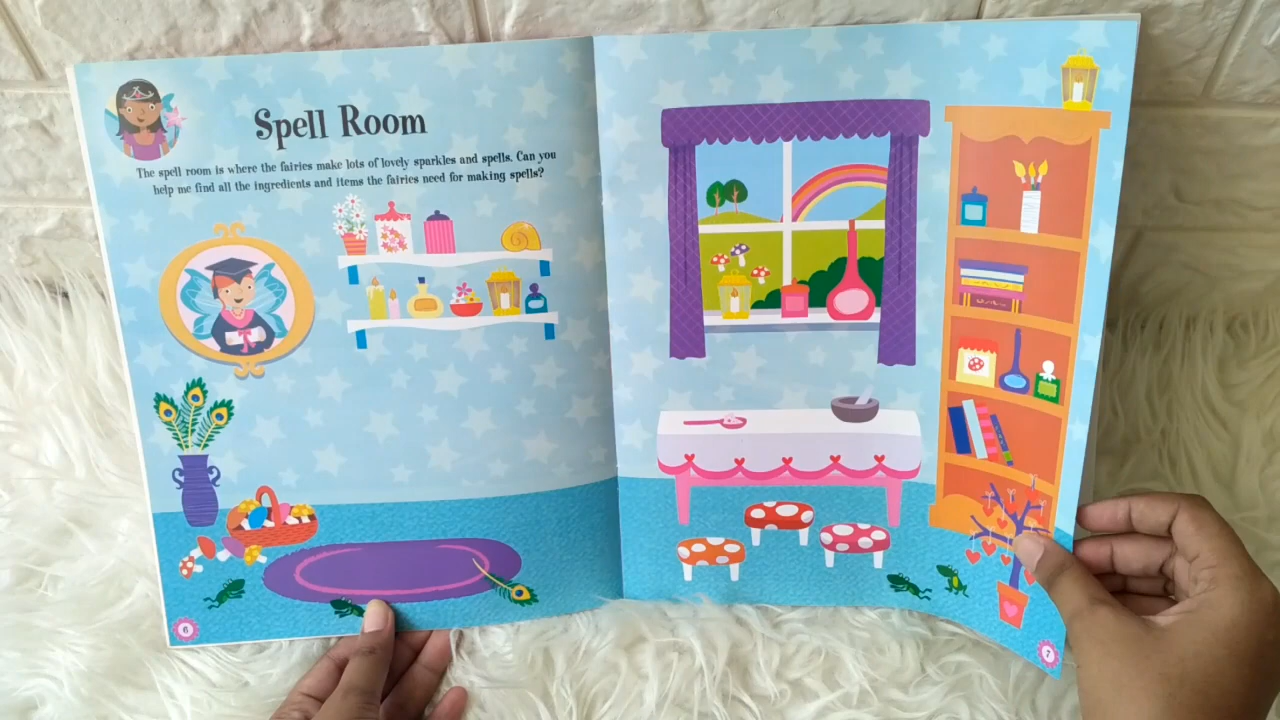 Spell Room
The spell room is where the fairies make lots of lovely sparkles and spells. Can you
help me find all the ingredients and items the fairies need for making spells?
6
7